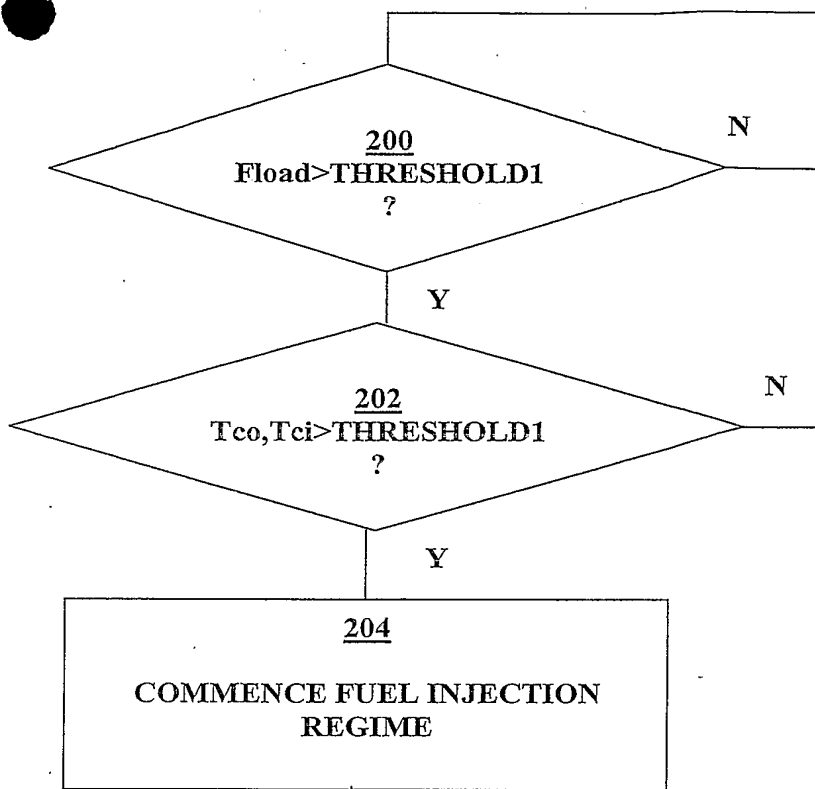 200
Fload>THRESHOLD1
?
N
Y
202
Tco,Tci>THRESHOLD1
?
N
Y
204
COMMENCE FUEL INJECTION
REGIME